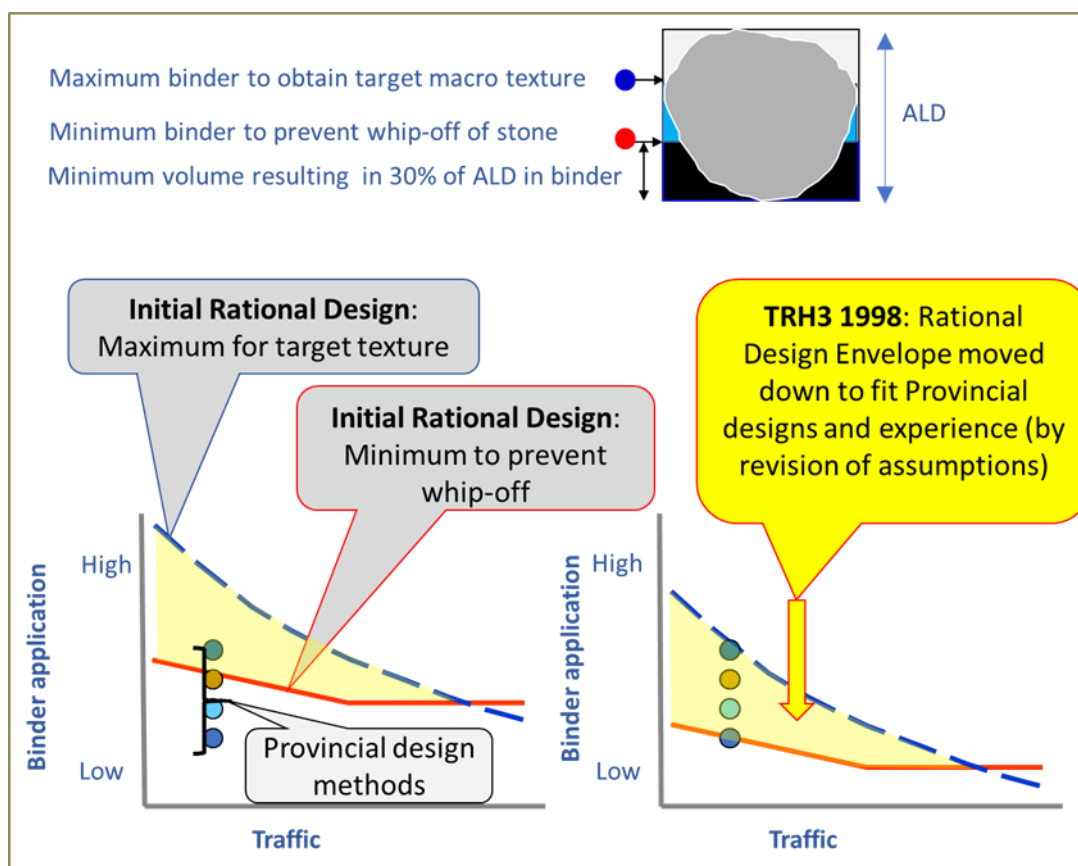 Maximum binder to obtain target macro texture
Minimum binder to prevent whip-off of stone
Minimum volume resulting in 30% of ALD in binder
ALD
Initial Rational Design:
Maximum for target texture
Initial Rational Design:
Minimum to prevent
whip-off
TRH3 1998: Rational
Design Envelope moved
down to fit Provincial
designs and experience (by
revision of assumptions)
High
Binder application
Low
Provincial design
methods
Traffic
High
Binder application
Low
Traffic